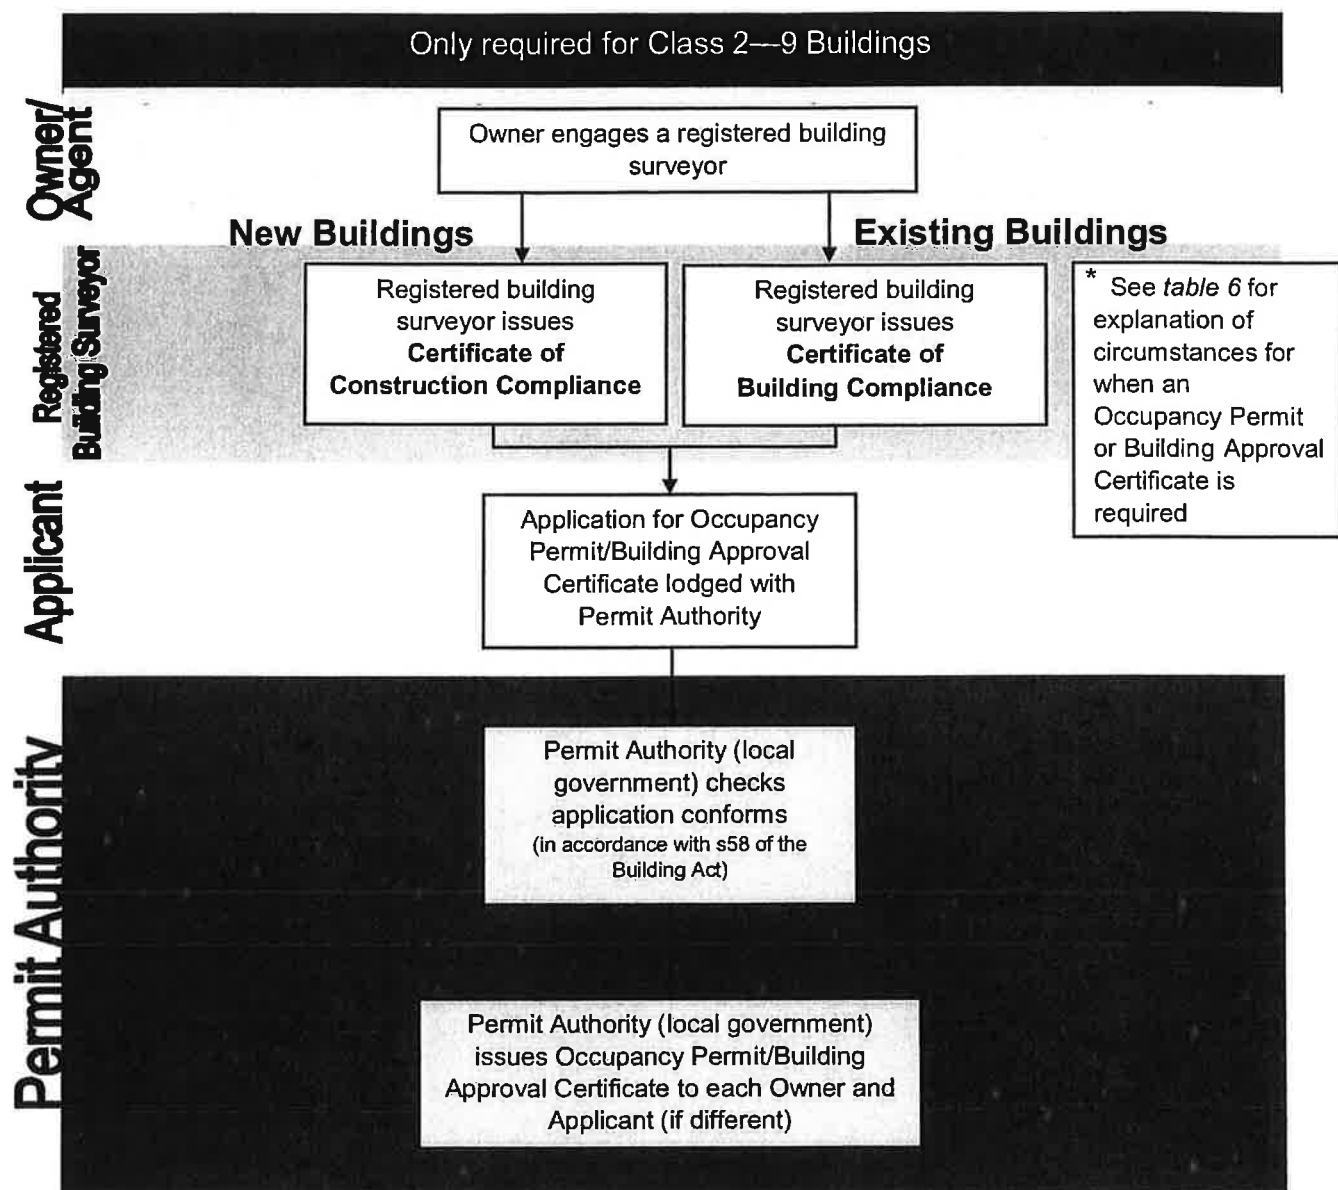 Only required for Class 2—9 Buildings
Owner/
Agent
Owner engages a registered building
surveyor
New Buildings
Existing Buildings
Registered
Building Surveyor
Registered building
surveyor issues
Certificate of
Construction Compliance
Registered building
surveyor issues
Certificate of
Building Compliance
* See table 6 for
explanation of
circumstances for
when an
Occupancy Permit
or Building Approval
Certificate is
required
Applicant
Application for Occupancy
Permit/Building Approval
Certificate lodged with
Permit Authority
Permit Authority
Permit Authority (local
government) checks
application conforms
(in accordance with s58 of the
Building Act)
Permit Authority (local government)
issues Occupancy Permit/Building
Approval Certificate to each Owner and
Applicant (if different)